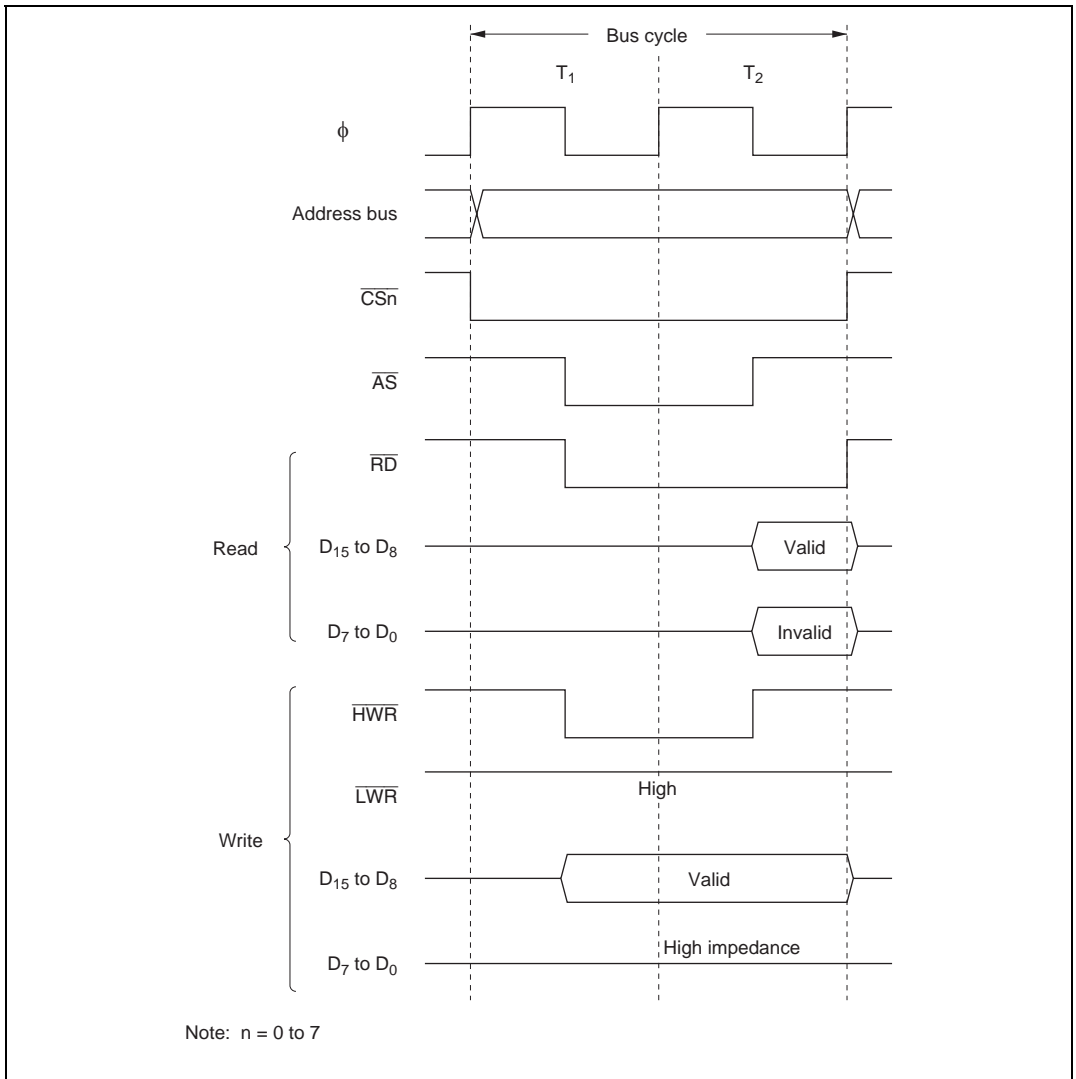 Bus cycle
T1 T2
ϕ
Address bus
CSn
AS
RD
Read D15 to D8 Valid
D7 to D0 Invalid
HWR
LWR High
Write
D15 to D8 Valid
D7 to D0 High impedance
Note: n = 0 to 7